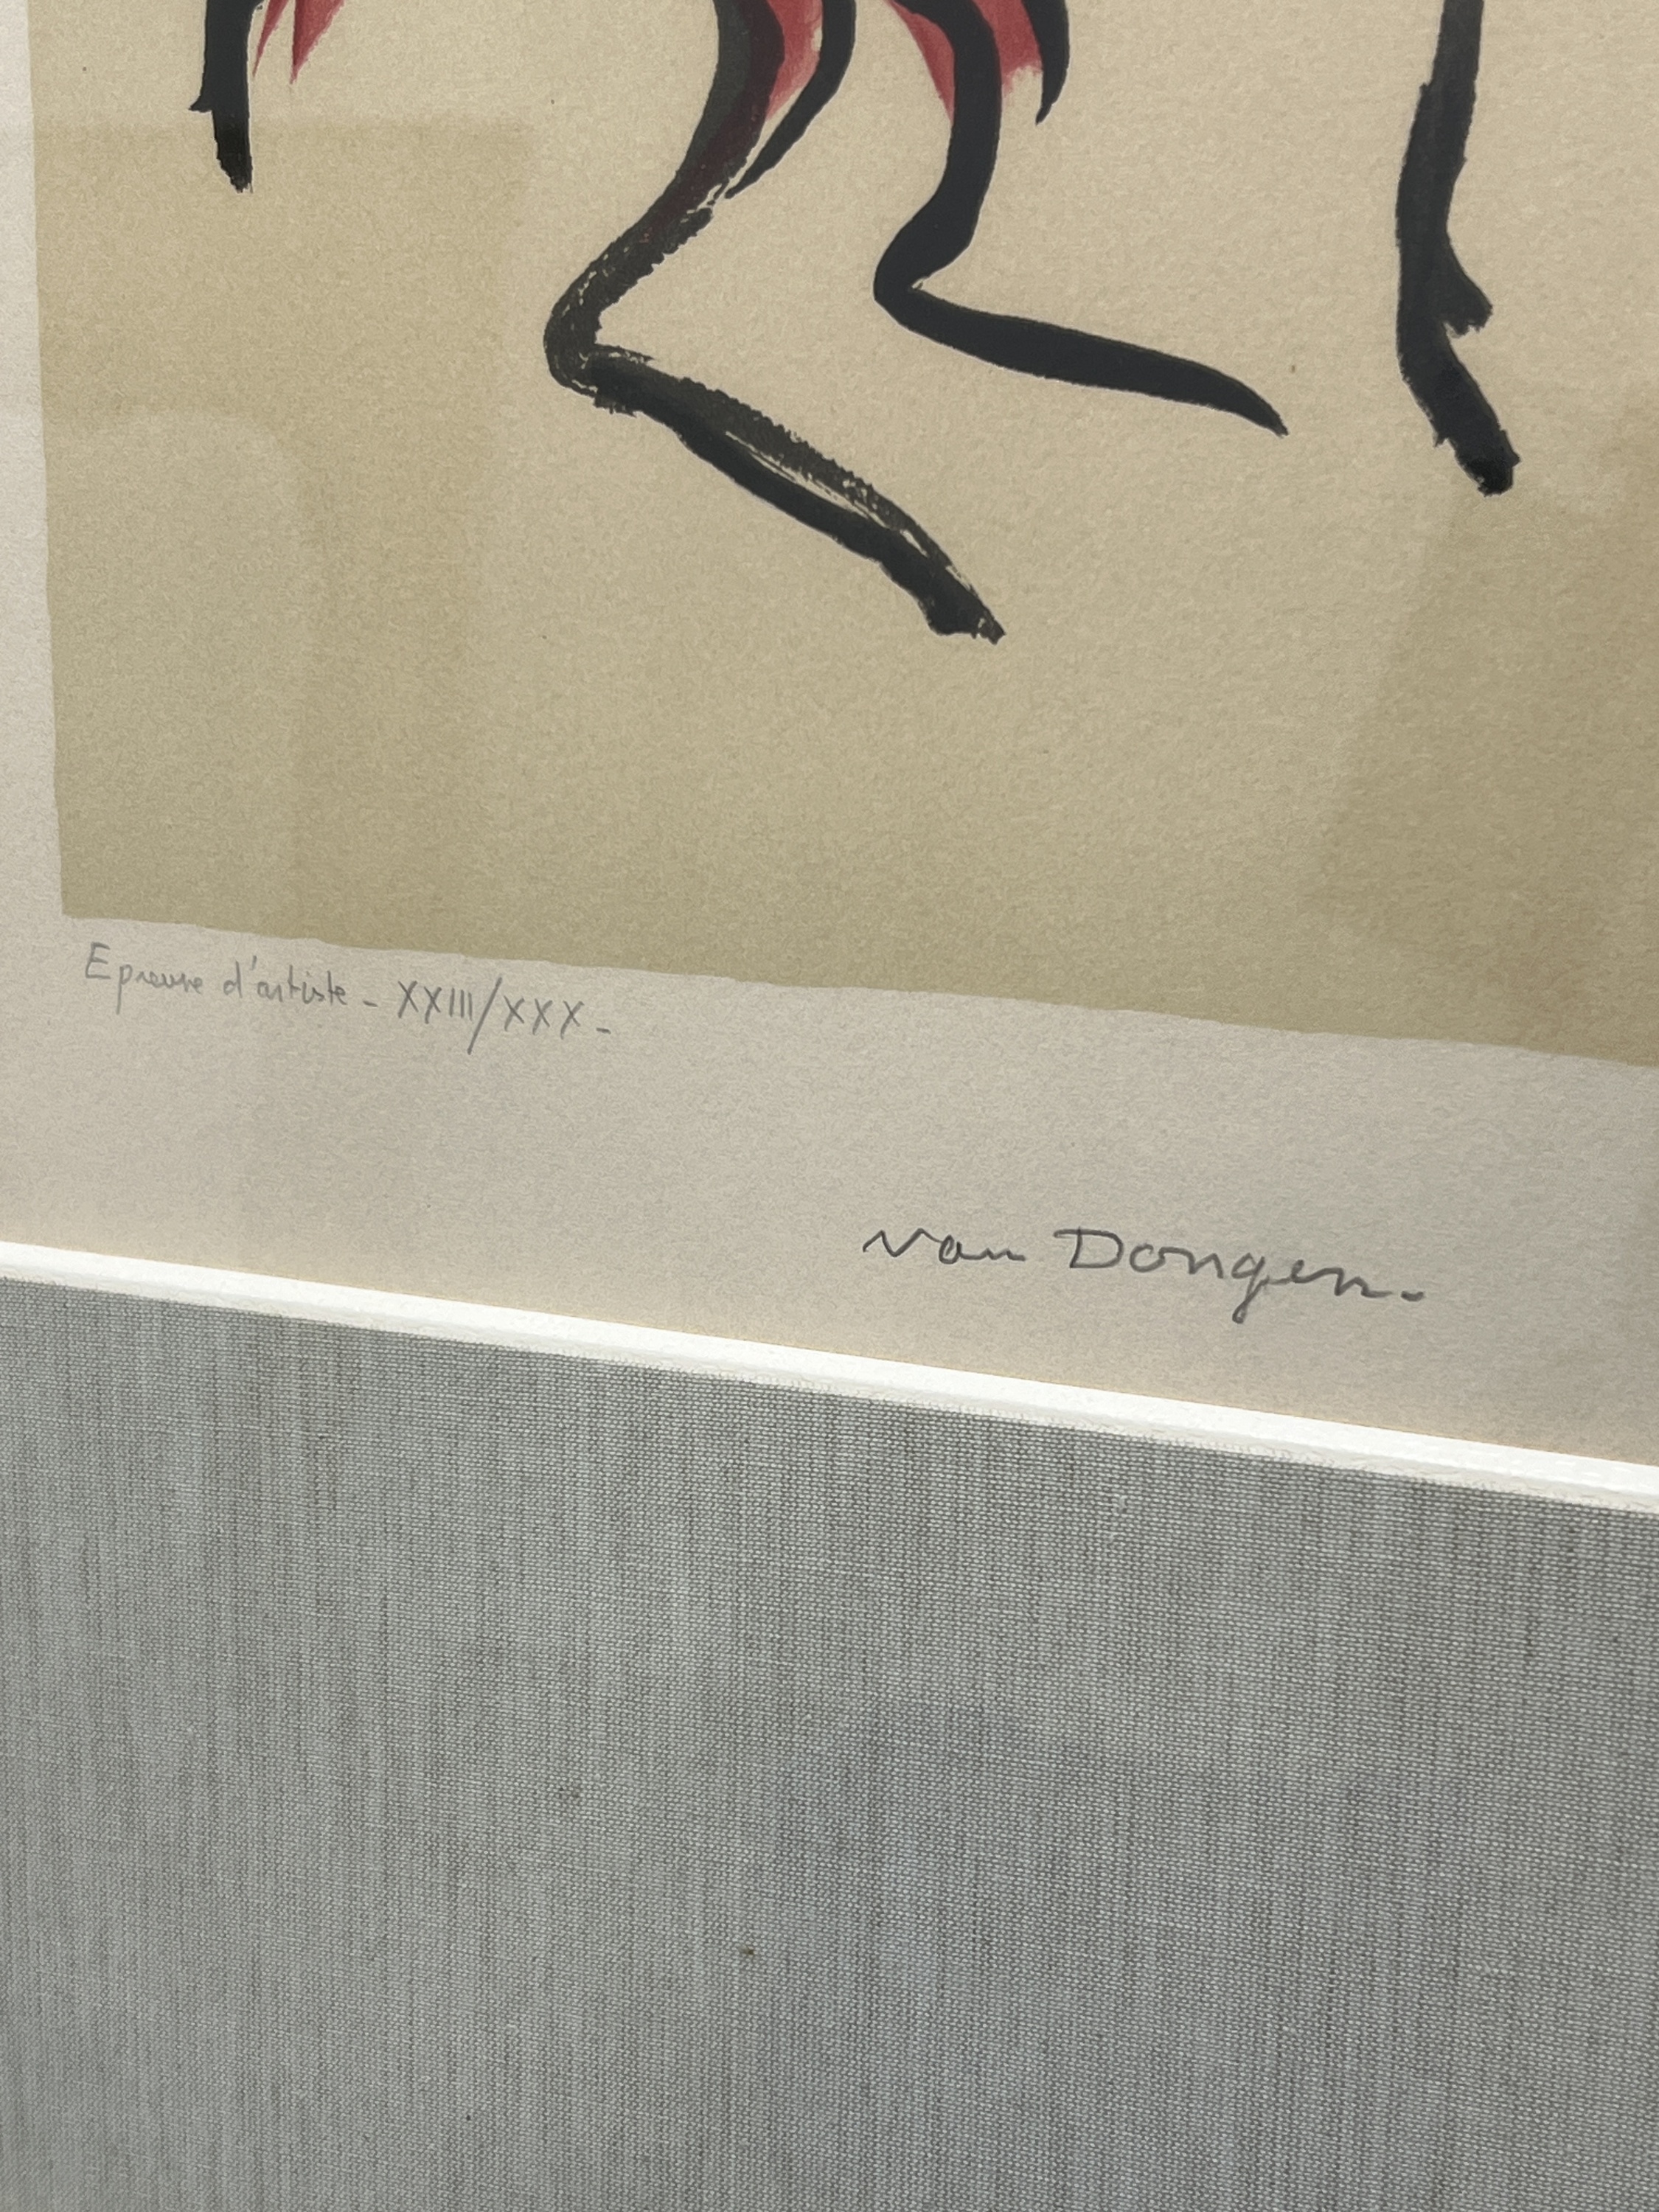 Epreuve d'artiste - XXIII/XXX -
van Dongen.